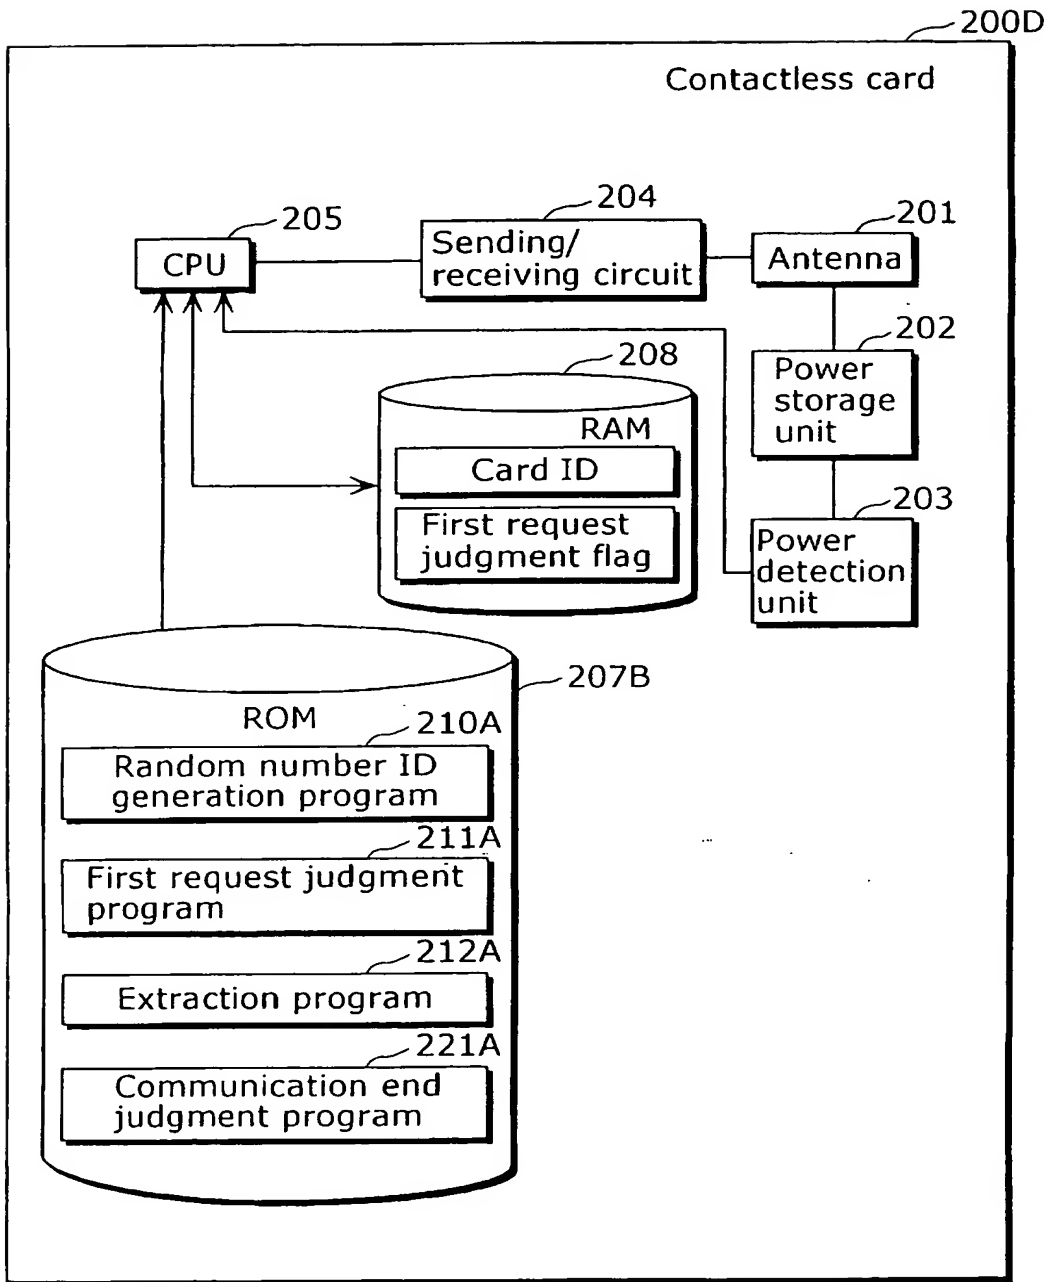 200D
Contactless card
205
CPU
204
Sending/
receiving circuit
201
Antenna
202
Power
storage
unit
208
RAM
Card ID
First request
judgment flag
203
Power
detection
unit
207B
ROM
210A
Random number ID
generation program
211A
First request judgment
program
212A
Extraction program
221A
Communication end
judgment program